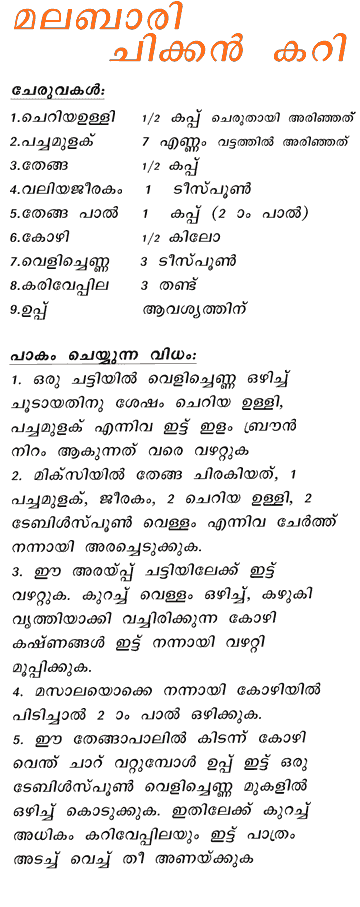 മലബാരി
ചിക്കൻ കറി
ചേരുവകൾ:
1.ചെറിയഉള്ളി 1/2 കപ്പ് ചെരുതായി അരിഞ്ഞത്
2.പച്ചമുളക് 7 എണ്ണം വട്ടത്തിൽ അരിഞ്ഞത്
3.തേങ്ങ 1/2 കപ്പ്
4.വലിയജീരകം 1 ടീസ്പൂൺ
5.തേങ്ങ പാൽ 1 കപ്പ് (2 ാം പാൽ)
6.കോഴി 1/2 കിലോ
7.വെളിച്ചെണ്ണ 3 ടീസ്പൂൺ
8.കരിവേപ്പില 3 തണ്ട്
9.ഉപ്പ് ആവശ്യത്തിന്
പാകം ചെയ്യുന്ന വിധം:
1. ഒരു ചട്ടിയിൽ വെളിച്ചെണ്ണ ഒഴിച്ച്
ചൂടായതിനു ശേഷം ചെറിയ ഉള്ളി,
പച്ചമുളക് എന്നിവ ഇട്ട് ഇളം ബ്രൗൻ
നിറം ആകുന്നത് വരെ വഴറ്റുക
2. മിക്സിയിൽ തേങ്ങ ചിരകിയത്, 1
പച്ചമുളക്, ജീരകം, 2 ചെറിയ ഉള്ളി, 2
ടേബിൾസ്പൂൺ വെള്ളം എന്നിവ ചേർത്ത്
നന്നായി അരച്ചെടുക്കുക.
3. ഈ അരയ്പ്പ് ചട്ടിയിലേക്ക് ഇട്ട്
വഴറ്റുക. കുറച്ച് വെള്ളം ഒഴിച്ച്, കഴുകി
വൃത്തിയാക്കി വച്ചിരിക്കുന്ന കോഴി
കഷ്ണങ്ങൾ ഇട്ട് നന്നായി വഴറ്റി
മൂപ്പിക്കുക.
4. മസാലയൊക്കെ നന്നായി കോഴിയിൽ
പിടിച്ചാൽ 2 ാം പാൽ ഒഴിക്കുക.
5. ഈ തേങ്ങാപാലിൽ കിടന്ന് കോഴി
വെന്ത് ചാറ് വറ്റുമ്പോൾ ഉപ്പ് ഇട്ട് ഒരു
ടേബിൾസ്പൂൺ വെളിച്ചെണ്ണ മുകളിൽ
ഒഴിച്ച് കൊടുക്കുക. ഇതിലേക്ക് കുറച്ച്
അധികം കറിവേപ്പിലയും ഇട്ട് പാത്രം
അടച്ച് വെച്ച് തീ അണയ്ക്കുക